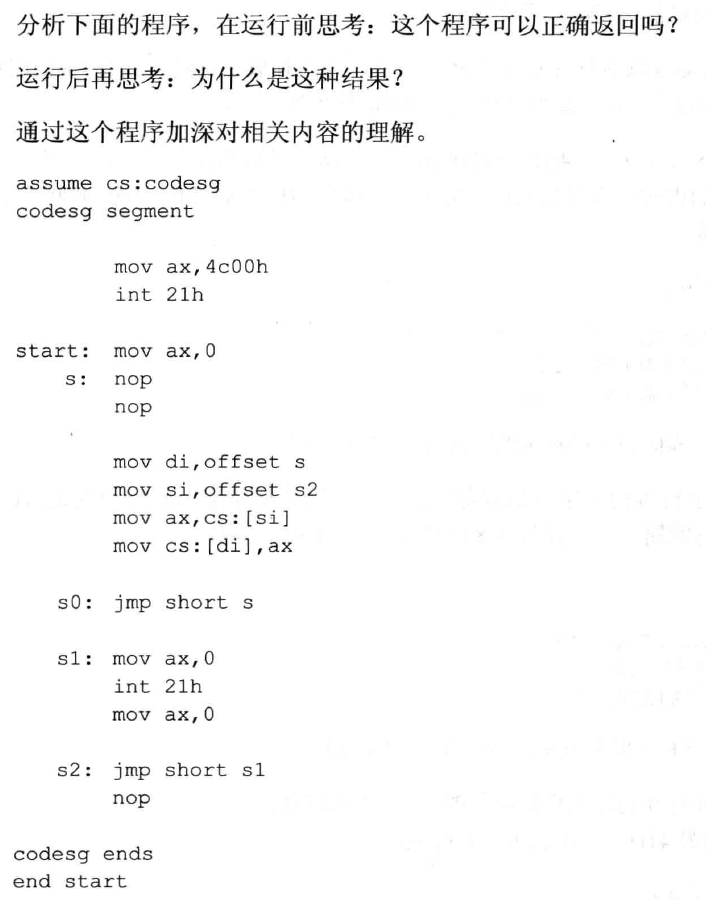 分析下面的程序，在运行前思考：这个程序可以正确返回吗？
运行后再思考：为什么是这种结果？
通过这个程序加深对相关内容的理解。
assume cs:codesg
codesg segment
mov ax,4c00h
int 21h
start: mov ax,0
s: nop
nop
mov di,offset s
mov si,offset s2
mov ax,cs:[si]
mov cs:[di],ax
s0: jmp short s
s1: mov ax,0
int 21h
mov ax,0
s2: jmp short s1
nop
codesg ends
end start